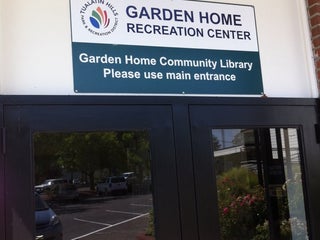 TUALATIN HILLS
PARK & RECREATION DISTRICT
GARDEN HOME
RECREATION CENTER
Garden Home Community Library
Please use main entrance